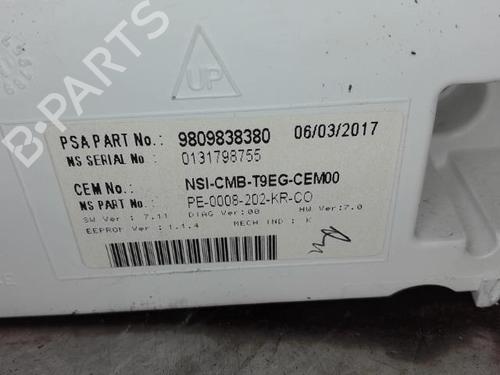 UP
PSA PART No.: 9809838380 06/03/2017
NS SERIAL No: 0131798755
CEM No.: NSI-CMB-T9EG-CEM00
NS PART No.: PE-0008-202-KR-CO
SW Ver : 7.11 DIAG Ver:08 HW Ver:7.0
EEPROM Ver : 1.1.4 MECH IND : K
B-PARTS